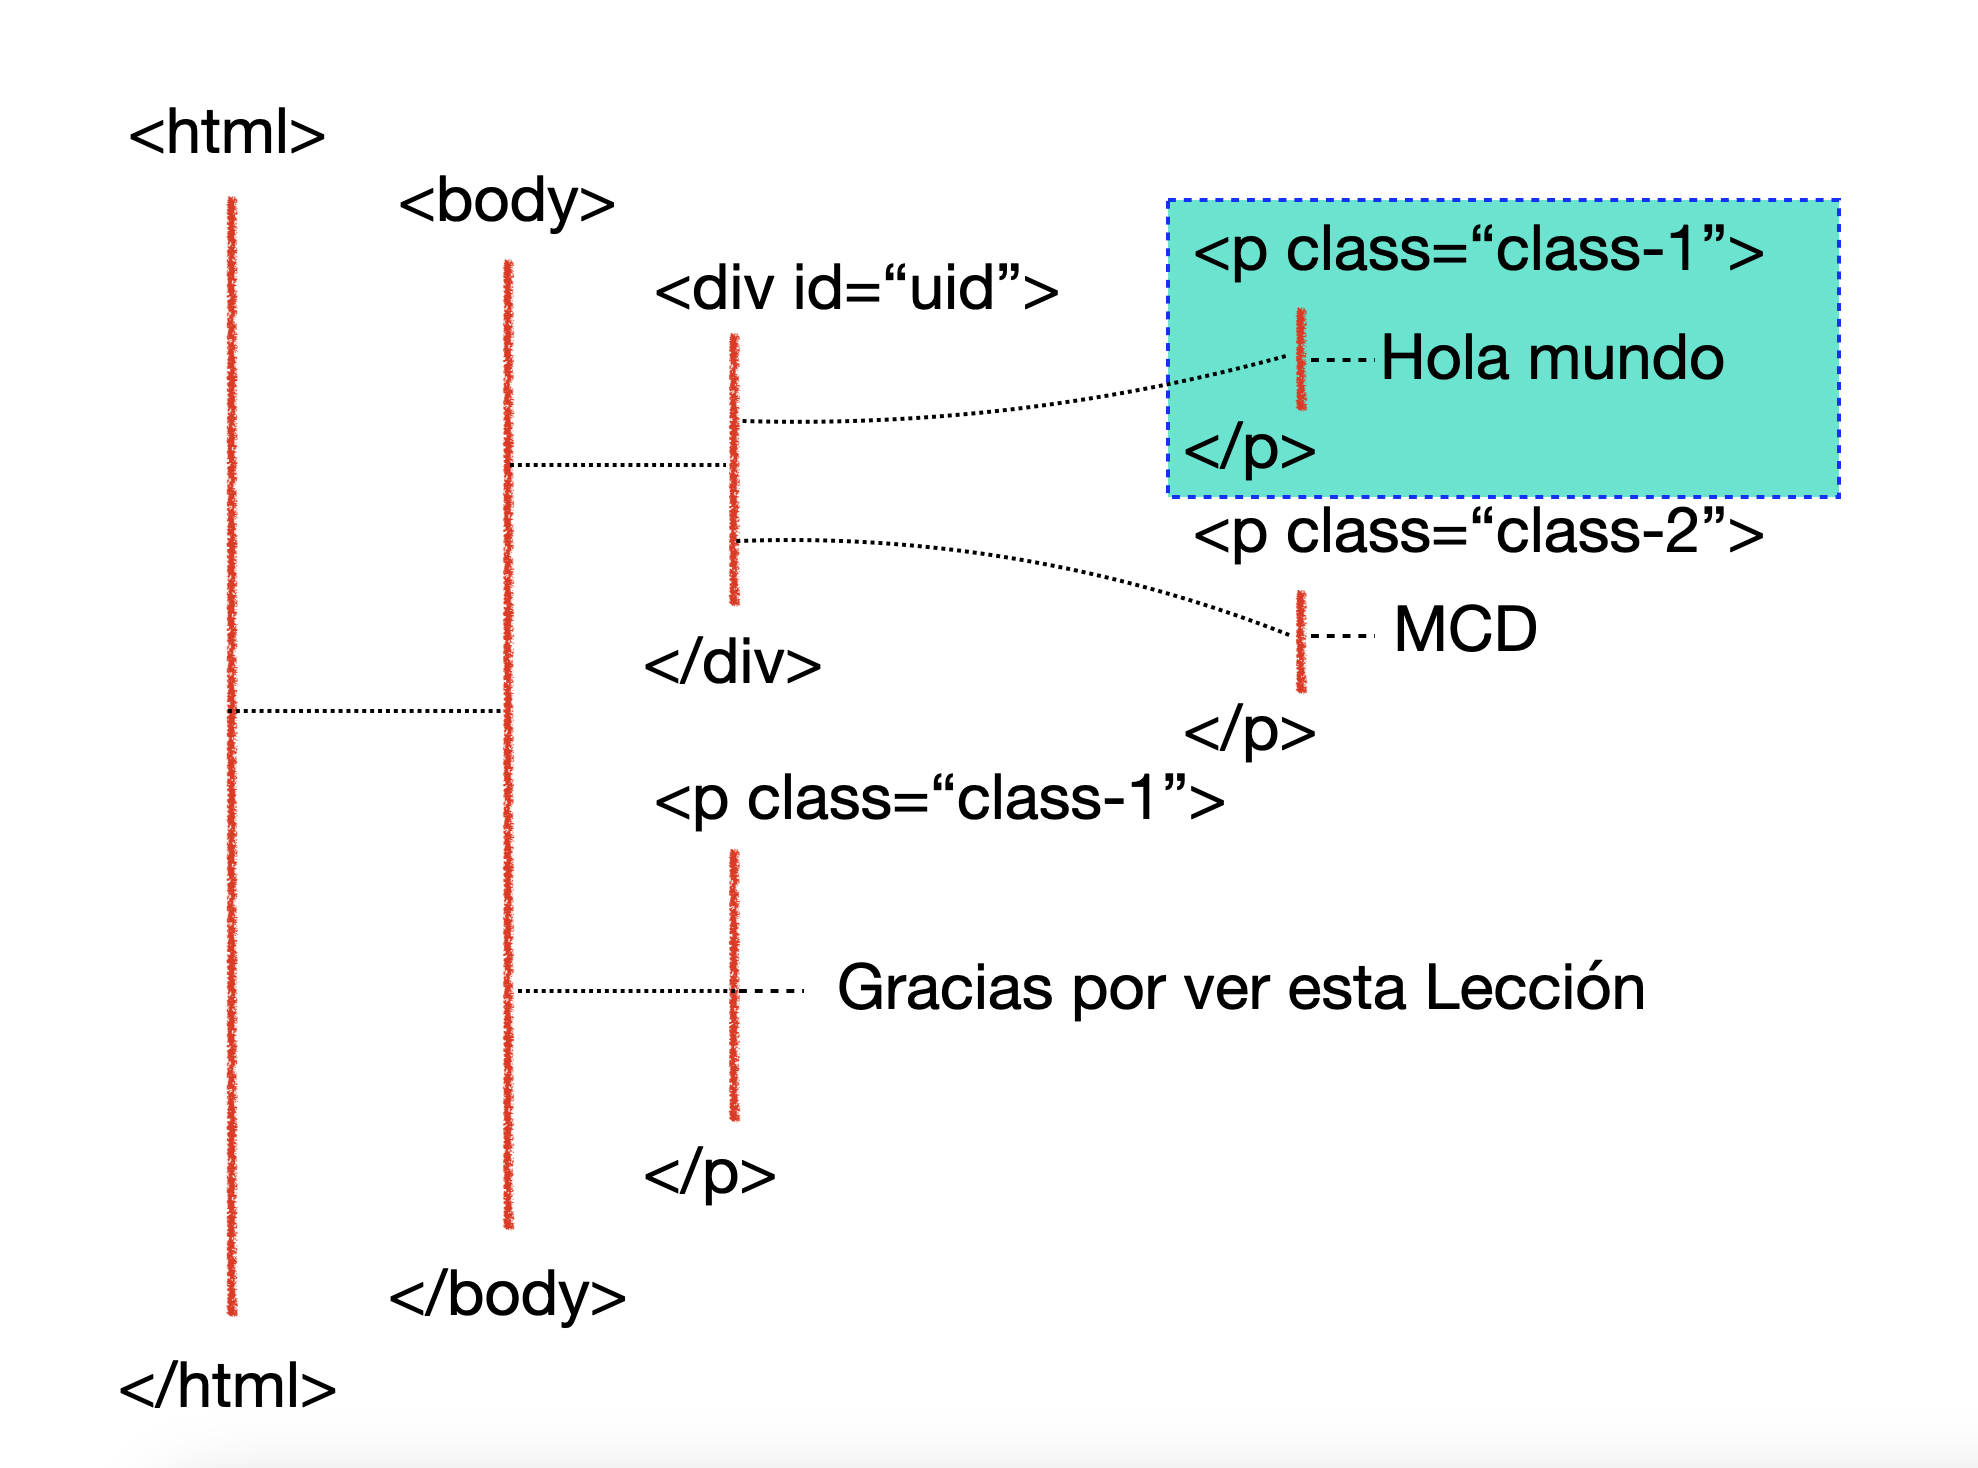 <html>
<body>
<div id=“uid”>
<p class=“class-1”>
Hola mundo
</p>
<p class=“class-2”>
MCD
</p>
</div>
<p class=“class-1”>
Gracias por ver esta Lección
</p>
</body>
</html>